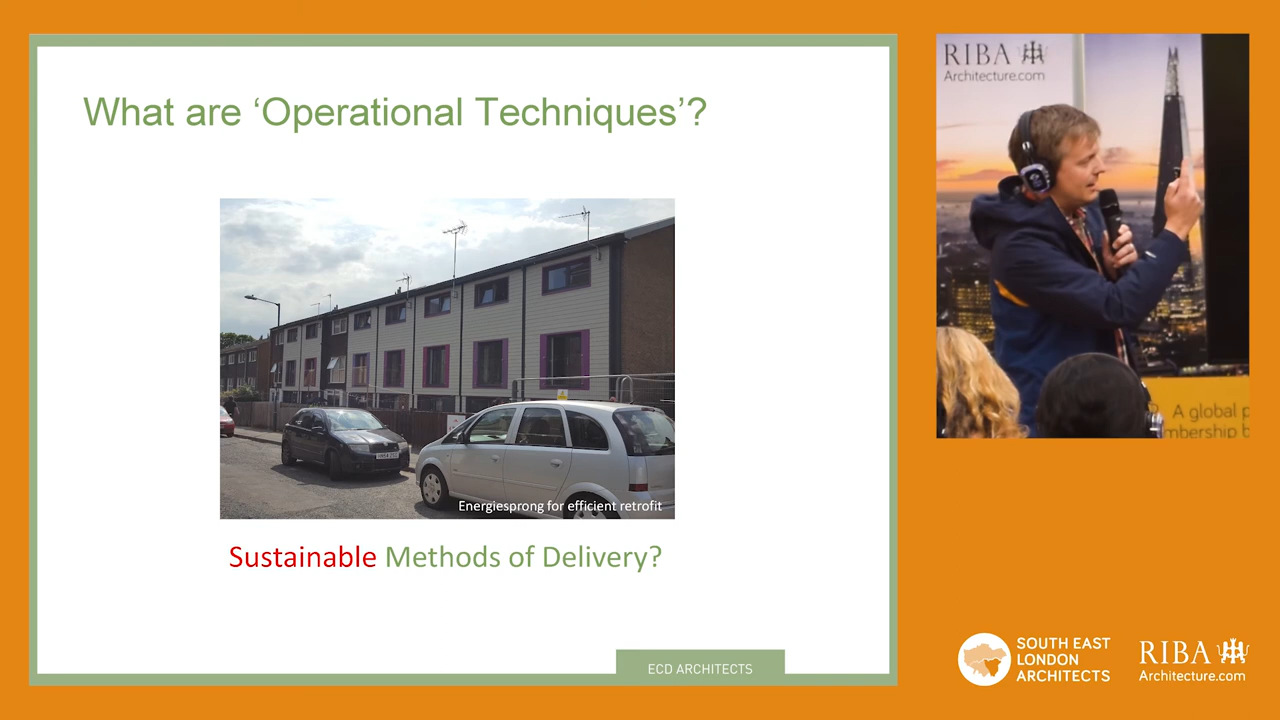 What are ‘Operational Techniques’?
Energiesprong for efficient retrofit
Sustainable Methods of Delivery?
ECD ARCHITECTS
RIBA
Architecture.com
A global
SOUTH EAST
LONDON
ARCHITECTS
RIBA
Architecture.com